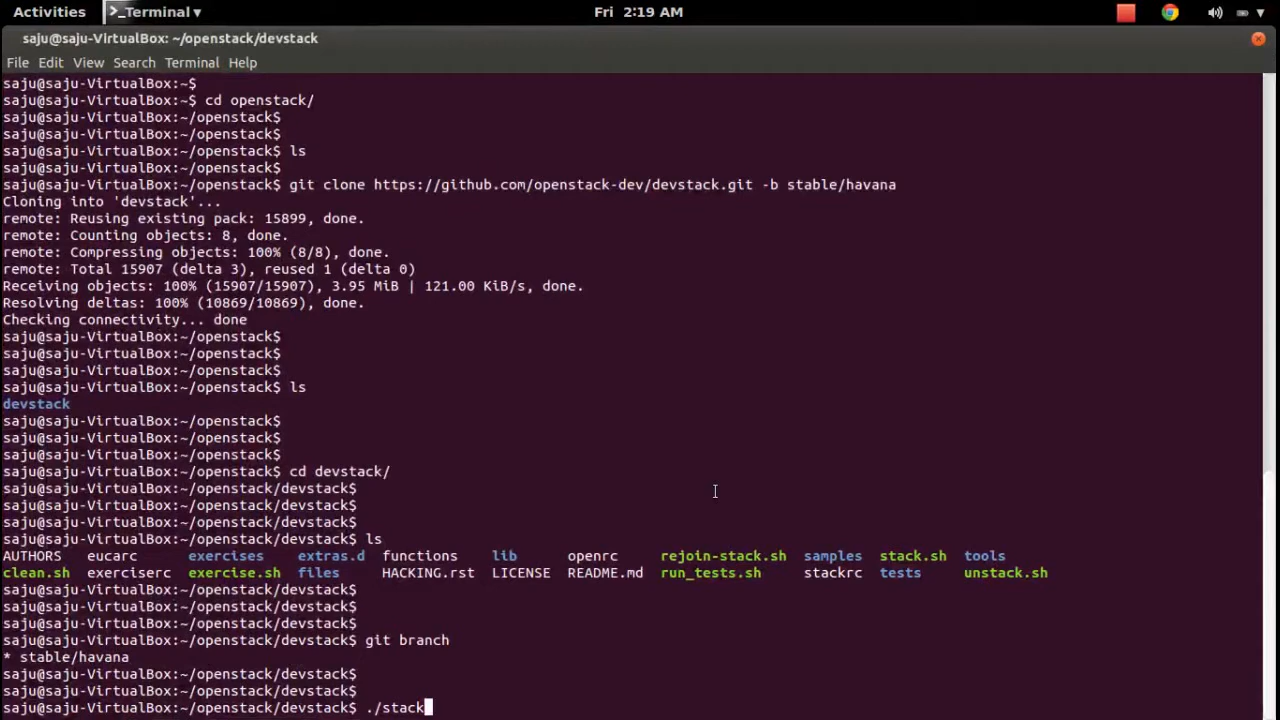 Activities Terminal Fri 2:19 AM
saju@saju-VirtualBox: ~/openstack/devstack
File Edit View Search Terminal Help
saju@saju-VirtualBox:~$
saju@saju-VirtualBox:~$ cd openstack/
saju@saju-VirtualBox:~/openstack$
saju@saju-VirtualBox:~/openstack$
saju@saju-VirtualBox:~/openstack$ ls
saju@saju-VirtualBox:~/openstack$
saju@saju-VirtualBox:~/openstack$ git clone https://github.com/openstack-dev/devstack.git -b stable/havana
Cloning into 'devstack'...
remote: Reusing existing pack: 15899, done.
remote: Counting objects: 8, done.
remote: Compressing objects: 100% (8/8), done.
remote: Total 15907 (delta 3), reused 1 (delta 0)
Receiving objects: 100% (15907/15907), 3.95 MiB | 121.00 KiB/s, done.
Resolving deltas: 100% (10869/10869), done.
Checking connectivity... done
saju@saju-VirtualBox:~/openstack$
saju@saju-VirtualBox:~/openstack$
saju@saju-VirtualBox:~/openstack$
saju@saju-VirtualBox:~/openstack$ ls
devstack
saju@saju-VirtualBox:~/openstack$
saju@saju-VirtualBox:~/openstack$
saju@saju-VirtualBox:~/openstack$
saju@saju-VirtualBox:~/openstack$ cd devstack/
saju@saju-VirtualBox:~/openstack/devstack$
saju@saju-VirtualBox:~/openstack/devstack$
saju@saju-VirtualBox:~/openstack/devstack$
saju@saju-VirtualBox:~/openstack/devstack$ ls
AUTHORS eucarc exercises extras.d functions lib openrc rejoin-stack.sh samples stack.sh tools
clean.sh exerciserc exercise.sh files HACKING.rst LICENSE README.md run_tests.sh stackrc tests unstack.sh
saju@saju-VirtualBox:~/openstack/devstack$
saju@saju-VirtualBox:~/openstack/devstack$
saju@saju-VirtualBox:~/openstack/devstack$
saju@saju-VirtualBox:~/openstack/devstack$ git branch
* stable/havana
saju@saju-VirtualBox:~/openstack/devstack$
saju@saju-VirtualBox:~/openstack/devstack$
saju@saju-VirtualBox:~/openstack/devstack$ ./stack